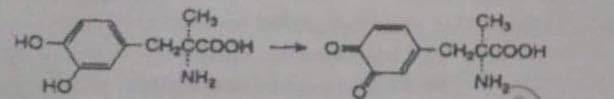 CH₃ CH₃
HO CH₂CCOOH → O CH₂CCOOH
HO NH₂ O NH₂